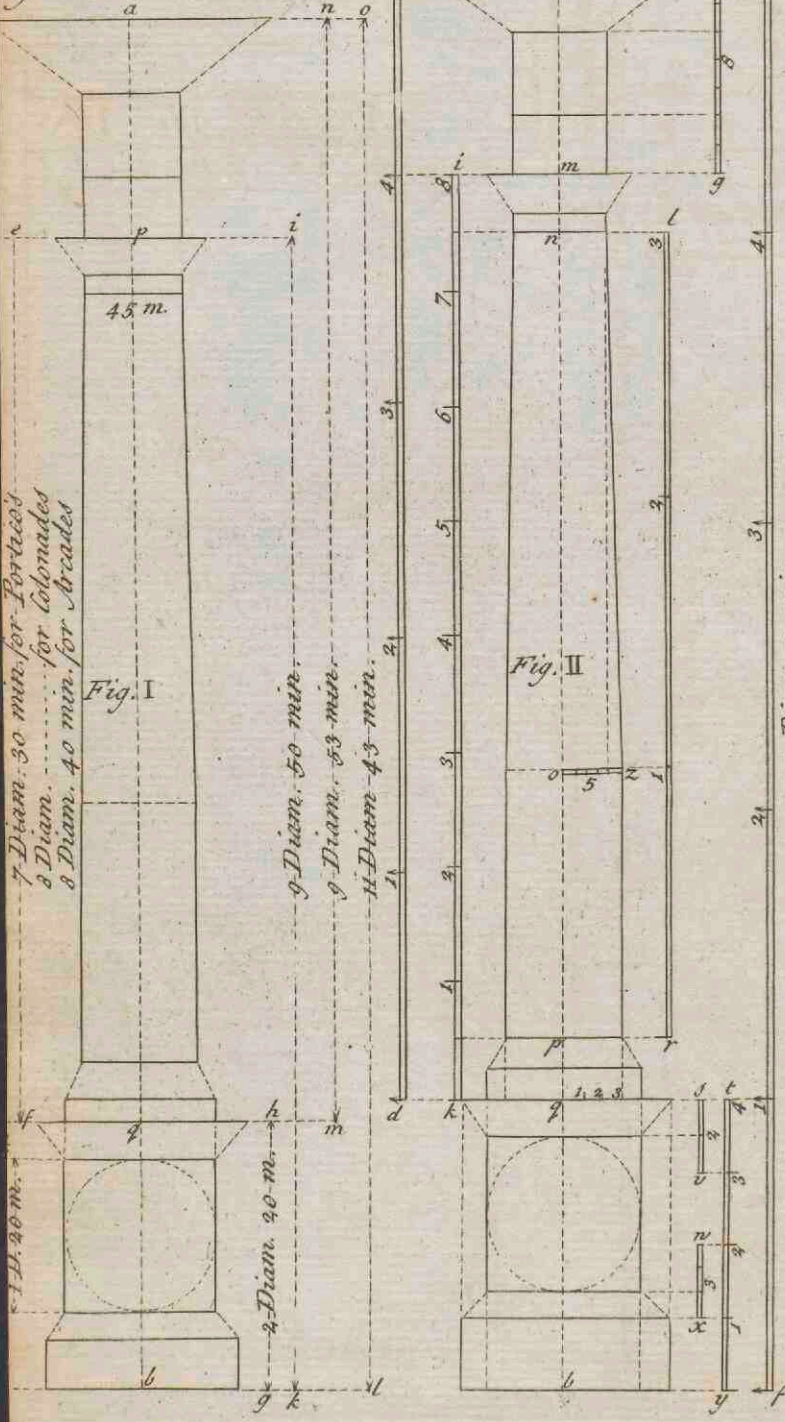 a
n
o
e
p
i
45 m.
7 Diam. 30 min. for Portico's
8 Diam. ------- for Colonades
8 Diam. 40 min. for Arcades
Fig. I
9 Diam. 50 min.
9 Diam. 53 min.
11 Diam 43 min.
f
q
h
m
1 D. 20 m.
2 Diam. 20 m.
b
g
k
l
4
3
2
1
d
i
8
7
6
5
4
3
2
1
k
m
n
8
g
l
3
2
1
r
Fig. II
o
5
z
p
q
1, 2 3
s
t
2
v
4
3
2
1
n
3
x
y
b
4
3
2
1
f